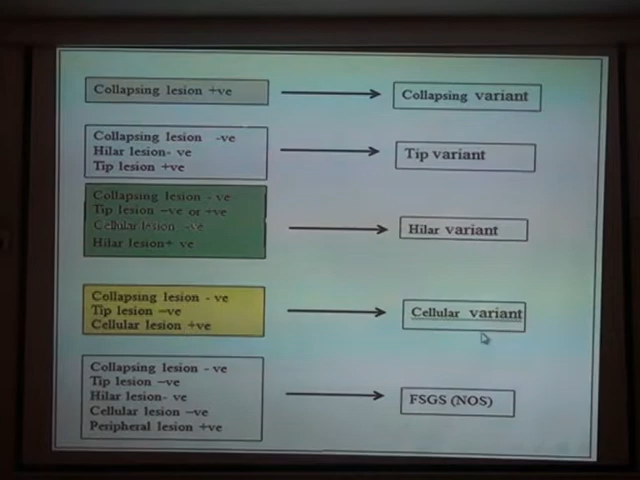 Collapsing lesion +ve
Collapsing variant
Collapsing lesion -ve
Hilar lesion- ve
Tip lesion +ve
Tip variant
Collapsing lesion - ve
Tip lesion –ve or +ve
Cellular lesion -ve
Hilar lesion+ ve
Hilar variant
Collapsing lesion - ve
Tip lesion –ve
Cellular lesion +ve
Cellular variant
Collapsing lesion - ve
Tip lesion –ve
Hilar lesion- ve
Cellular lesion –ve
Peripheral lesion +ve
FSGS (NOS)